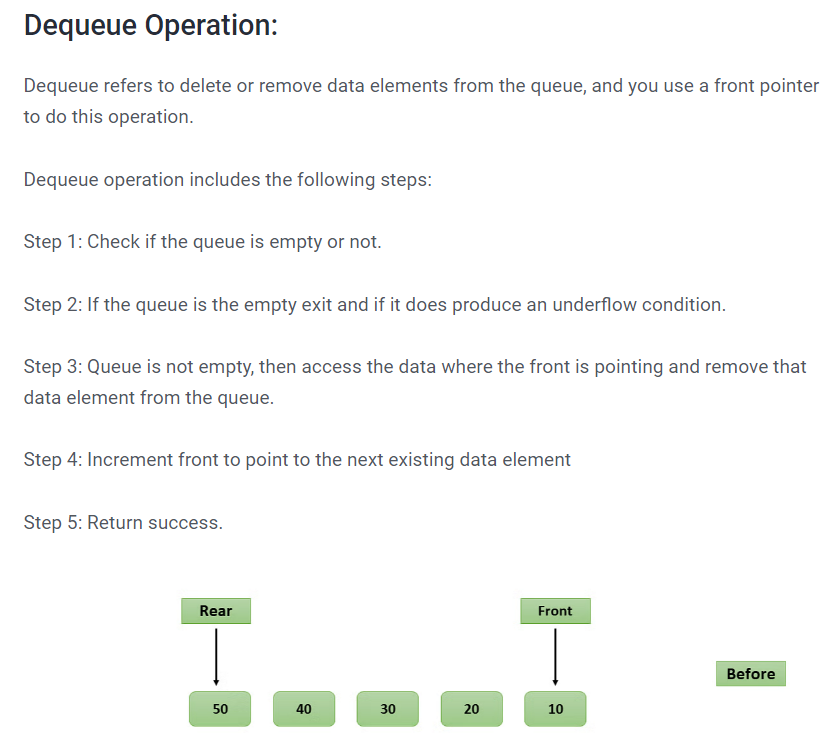 Dequeue Operation:
Dequeue refers to delete or remove data elements from the queue, and you use a front pointer
to do this operation.
Dequeue operation includes the following steps:
Step 1: Check if the queue is empty or not.
Step 2: If the queue is the empty exit and if it does produce an underflow condition.
Step 3: Queue is not empty, then access the data where the front is pointing and remove that
data element from the queue.
Step 4: Increment front to point to the next existing data element
Step 5: Return success.
Rear Front
Before
50 40 30 20 10